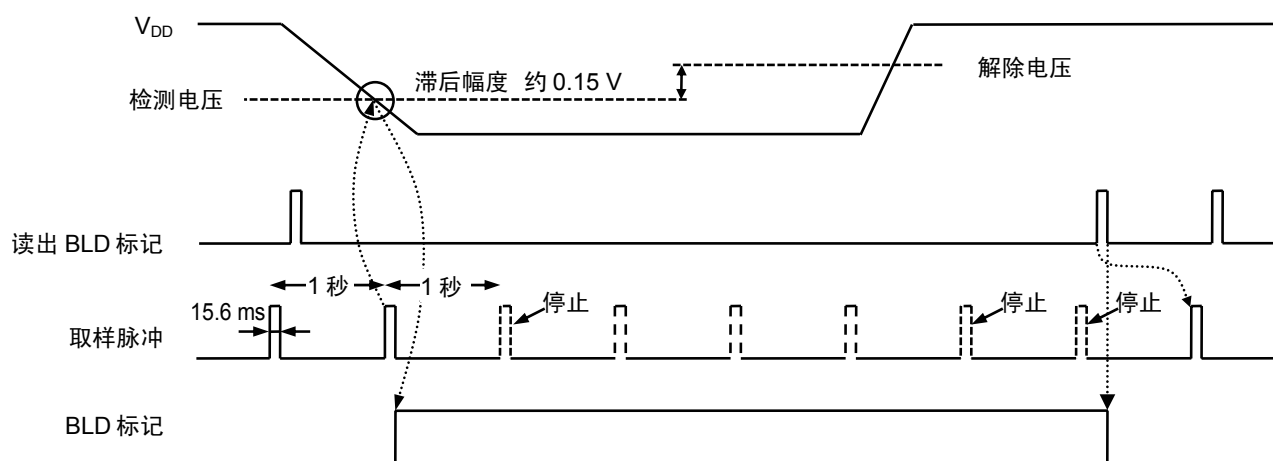 VDD
检测电压
滞后幅度 约 0.15 V
解除电压
读出 BLD 标记
1 秒
1 秒
15.6 ms
停止
停止
停止
取样脉冲
BLD 标记